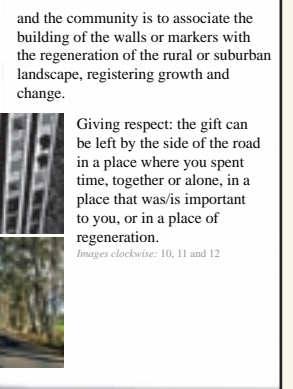 and the community is to associate the
building of the walls or markers with
the regeneration of the rural or suburban
landscape, registering growth and
change.
Giving respect: the gift can
be left by the side of the road
in a place where you spent
time, together or alone, in a
place that was/is important
to you, or in a place of
regeneration.
Images clockwise: 10, 11 and 12